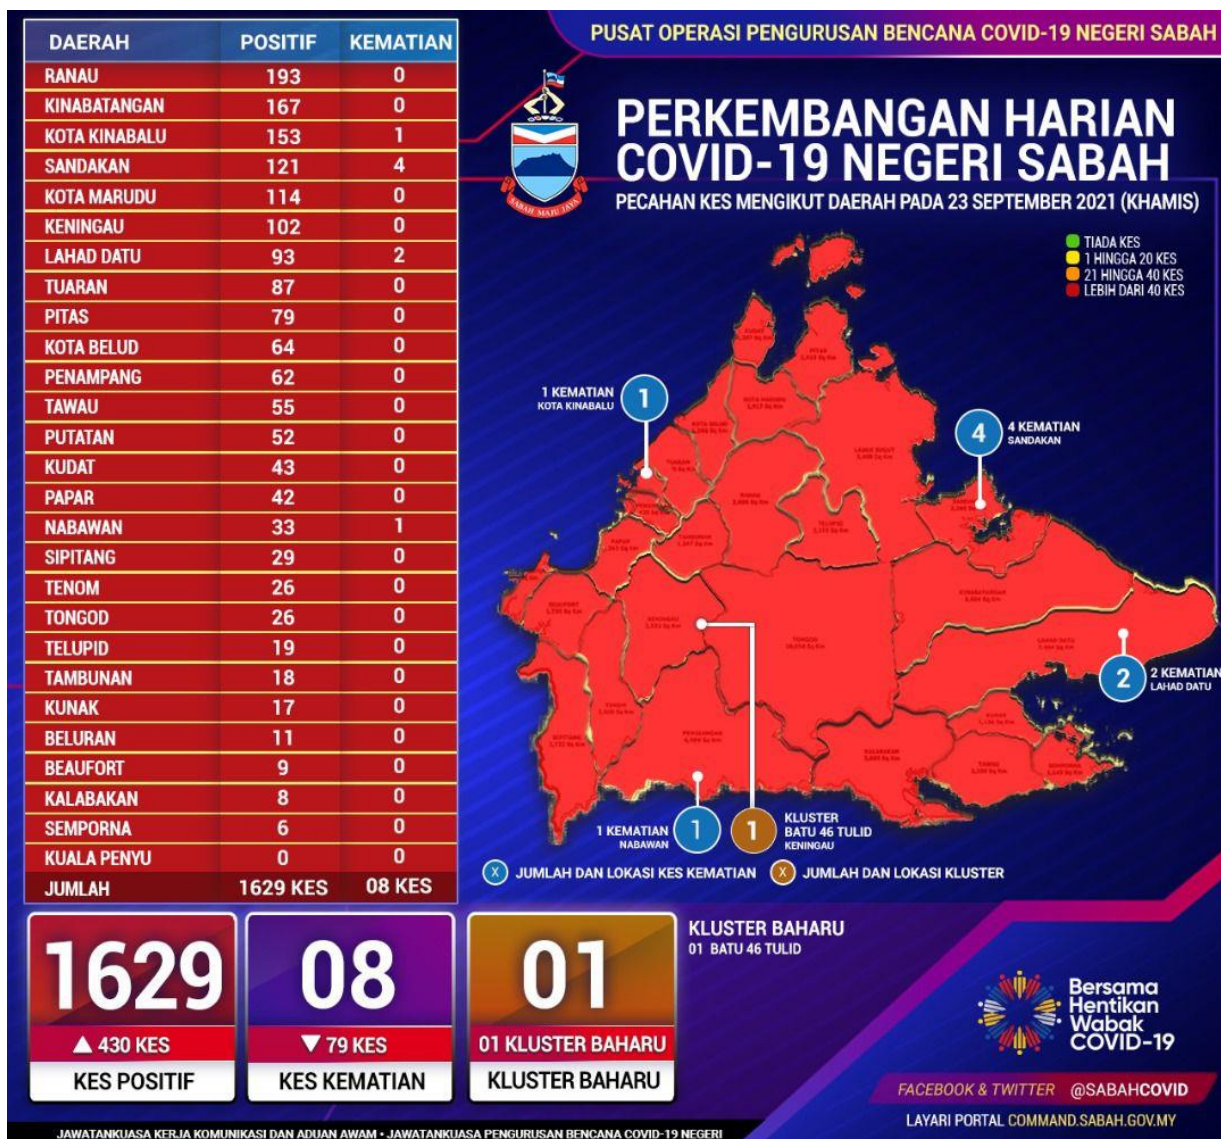 DAERAH POSITIF KEMATIAN
RANAU 193 0
KINABATANGAN 167 0
KOTA KINABALU 153 1
SANDAKAN 121 4
KOTA MARUDU 114 0
KENINGAU 102 0
LAHAD DATU 93 2
TUARAN 87 0
PITAS 79 0
KOTA BELUD 64 0
PENAMPANG 62 0
TAWAU 55 0
PUTATAN 52 0
KUDAT 43 0
PAPAR 42 0
NABAWAN 33 1
SIPITANG 29 0
TENOM 26 0
TONGOD 26 0
TELUPID 19 0
TAMBUNAN 18 0
KUNAK 17 0
BELURAN 11 0
BEAUFORT 9 0
KALABAKAN 8 0
SEMPORNA 6 0
KUALA PENYU 0 0
JUMLAH 1629 KES 08 KES
PUSAT OPERASI PENGURUSAN BENCANA COVID-19 NEGERI SABAH
SABAH MAJU JAYA
PERKEMBANGAN HARIAN
COVID-19 NEGERI SABAH
PECAHAN KES MENGIKUT DAERAH PADA 23 SEPTEMBER 2021 (KHAMIS)
TIADA KES
1 HINGGA 20 KES
21 HINGGA 40 KES
LEBIH DARI 40 KES
1 KEMATIAN
KOTA KINABALU
1
4
4 KEMATIAN
SANDAKAN
2
2 KEMATIAN
LAHAD DATU
1 KEMATIAN
NABAWAN
1
1
KLUSTER
BATU 46 TULID
KENINGAU
X JUMLAH DAN LOKASI KES KEMATIAN
X JUMLAH DAN LOKASI KLUSTER
1629
▲ 430 KES
KES POSITIF
08
▼ 79 KES
KES KEMATIAN
01
01 KLUSTER BAHARU
KLUSTER BAHARU
KLUSTER BAHARU
01 BATU 46 TULID
Bersama
Hentikan
Wabak
COVID-19
FACEBOOK & TWITTER @SABAHCOVID
LAYARI PORTAL COMMAND.SABAH.GOV.MY
JAWATANKUASA KERJA KOMUNIKASI DAN ADUAN AWAM • JAWATANKUASA PENGURUSAN BENCANA COVID-19 NEGERI